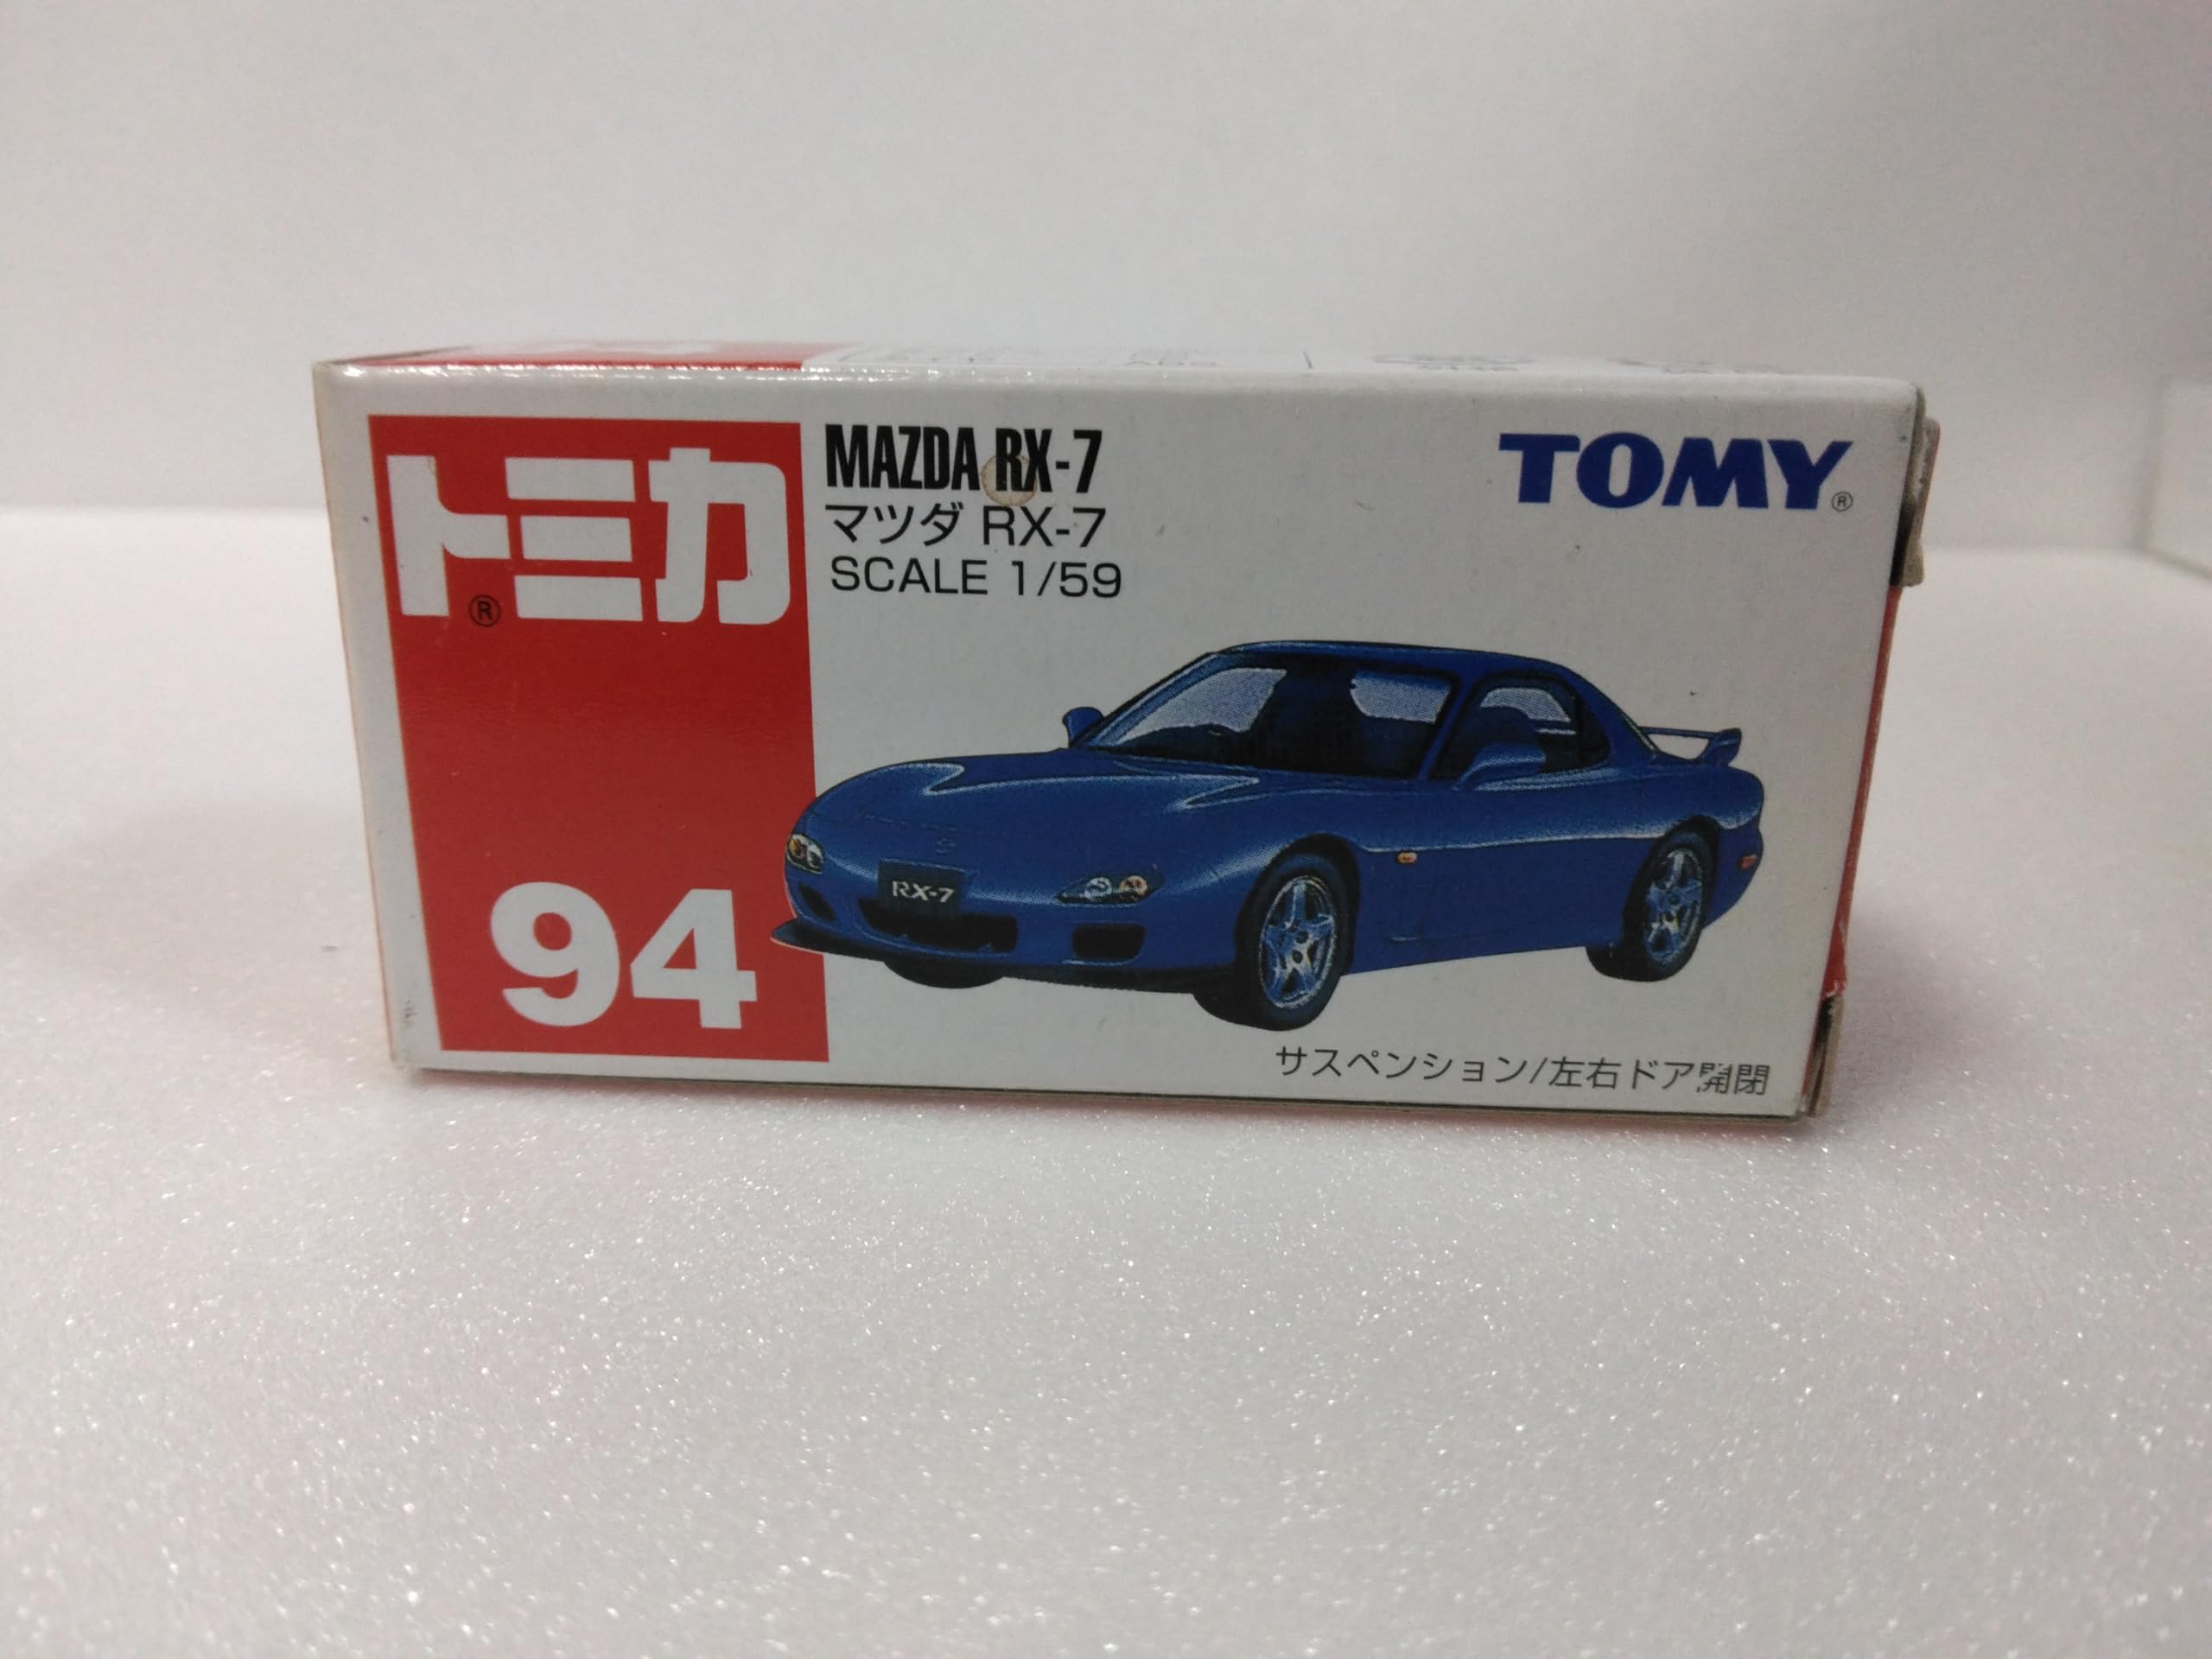 トミカ®
MAZDA RX-7
マツダ RX-7
SCALE 1/59
TOMY®
RX-7
94
サスペンション/左右ドア開閉